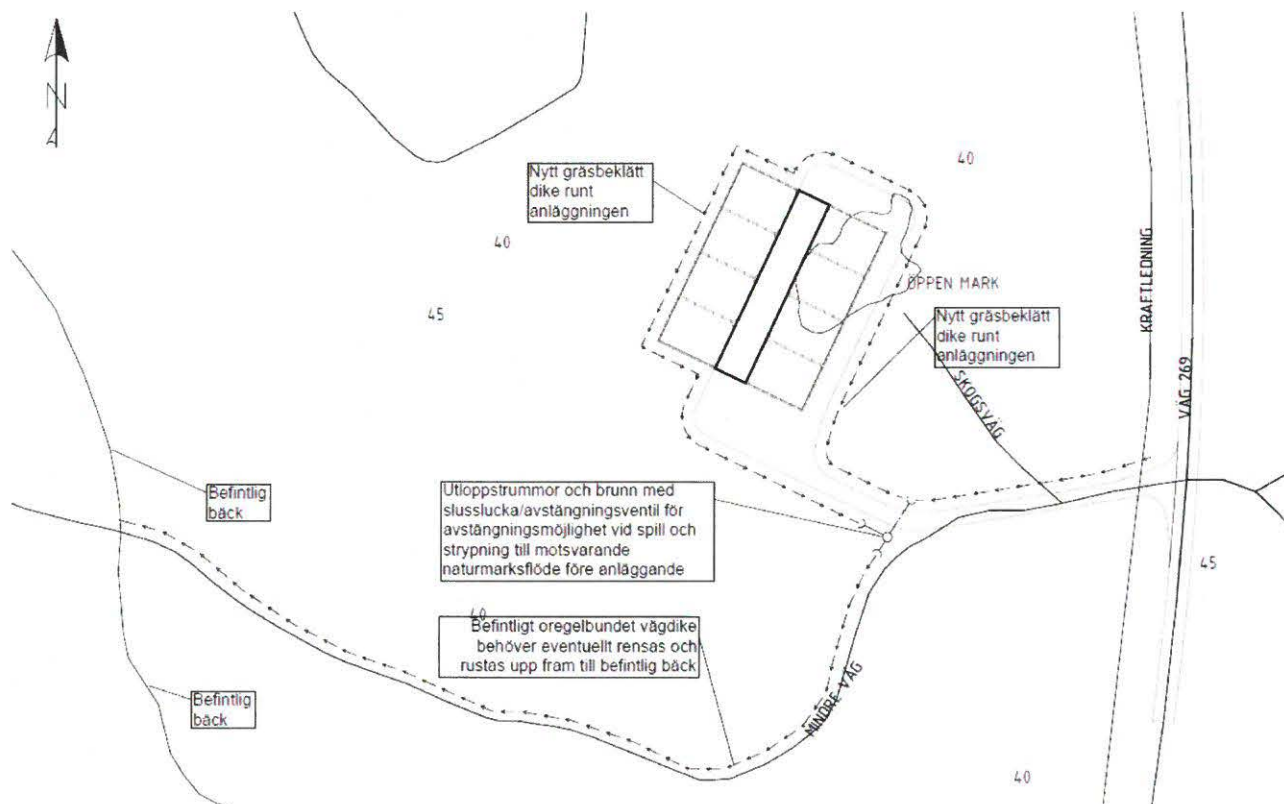 N
40
Nytt gräsbeklätt
dike runt
anläggningen
40
45
ÖPPEN MARK
Nytt gräsbeklätt
dike runt
anläggningen
KRAFTLEDNING
VÄG 269
SKOGSVÄG
Befintlig
bäck
Utloppstrummor och brunn med
slusslucka/avstängningsventil för
avstängningsmöjlighet vid spill och
strypning till motsvarande
naturmarksflöde före anläggande
45
40
Befintligt oregelbundet vägdike
behöver eventuellt rensas och
rustas upp fram till befintlig bäck
MINDRE VÄG
Befintlig
bäck
40